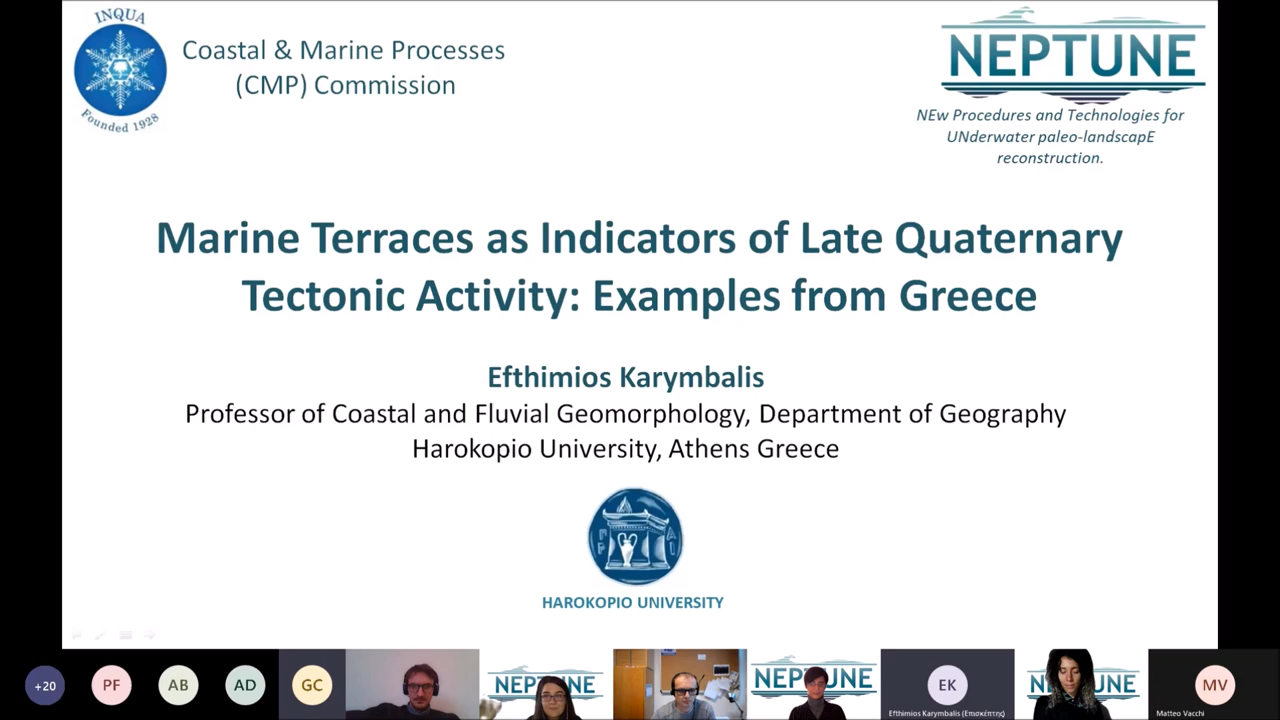 INQUA
Founded 1928
Coastal & Marine Processes
(CMP) Commission
NEPTUNE
NEw Procedures and Technologies for
UNderwater paleo-landscapE
reconstruction.
Marine Terraces as Indicators of Late Quaternary
Tectonic Activity: Examples from Greece
Efthimios Karymbalis
Professor of Coastal and Fluvial Geomorphology, Department of Geography
Harokopio University, Athens Greece
HAROKOPIO UNIVERSITY
+20
PF
AB
AD
GC
NEPTUNE
EK
Efthimios Karymbalis (Επισκέπτης)
NEPTUNE
MV
Matteo Vacchi